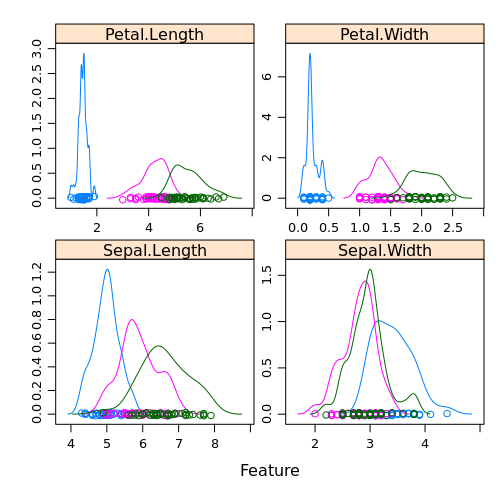 Petal.Length
Petal.Width
0.0 0.5 1.0 1.5 2.0 2.5 3.0
2 4 6
0 2 4 6
0.0 0.5 1.0 1.5 2.0 2.5
Sepal.Length
Sepal.Width
0.0 0.2 0.4 0.6 0.8 1.0 1.2
4 5 6 7 8
0.0 0.5 1.0 1.5
2 3 4
Feature